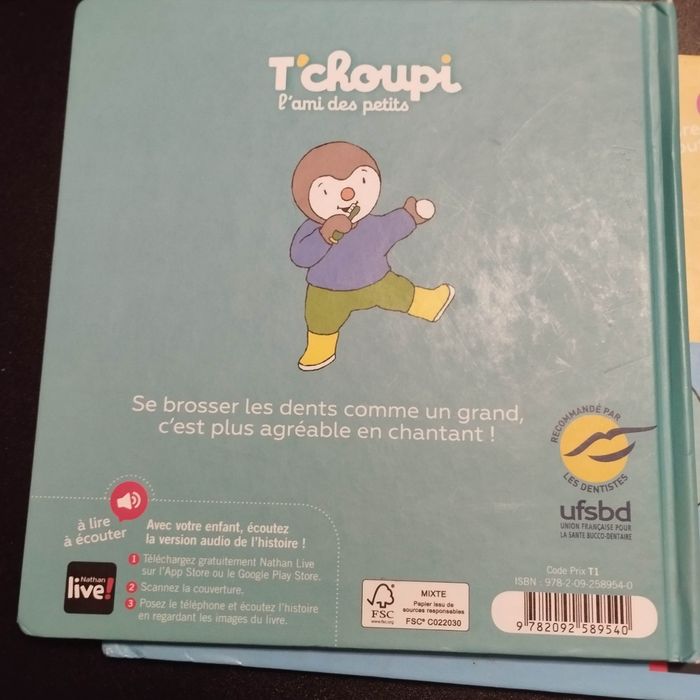 T'choupi
l'ami des petits
Se brosser les dents comme un grand,
c'est plus agréable en chantant !
RECOMMANDÉ PAR
LES DENTISTES
ufsbd
UNION FRANÇAISE POUR
LA SANTÉ BUCCO-DENTAIRE
à lire
à écouter
Avec votre enfant, écoutez
la version audio de l'histoire !
1 Téléchargez gratuitement Nathan Live
sur l'App Store ou le Google Play Store.
2 Scannez la couverture.
3 Posez le téléphone et écoutez l'histoire
en regardant les images du livre.
Nathan
live!
FSC
www.fsc.org
MIXTE
Papier issu de
sources responsables
FSC® C022030
Code Prix T1
ISBN : 978-2-09-258954-0
9 782092 589540